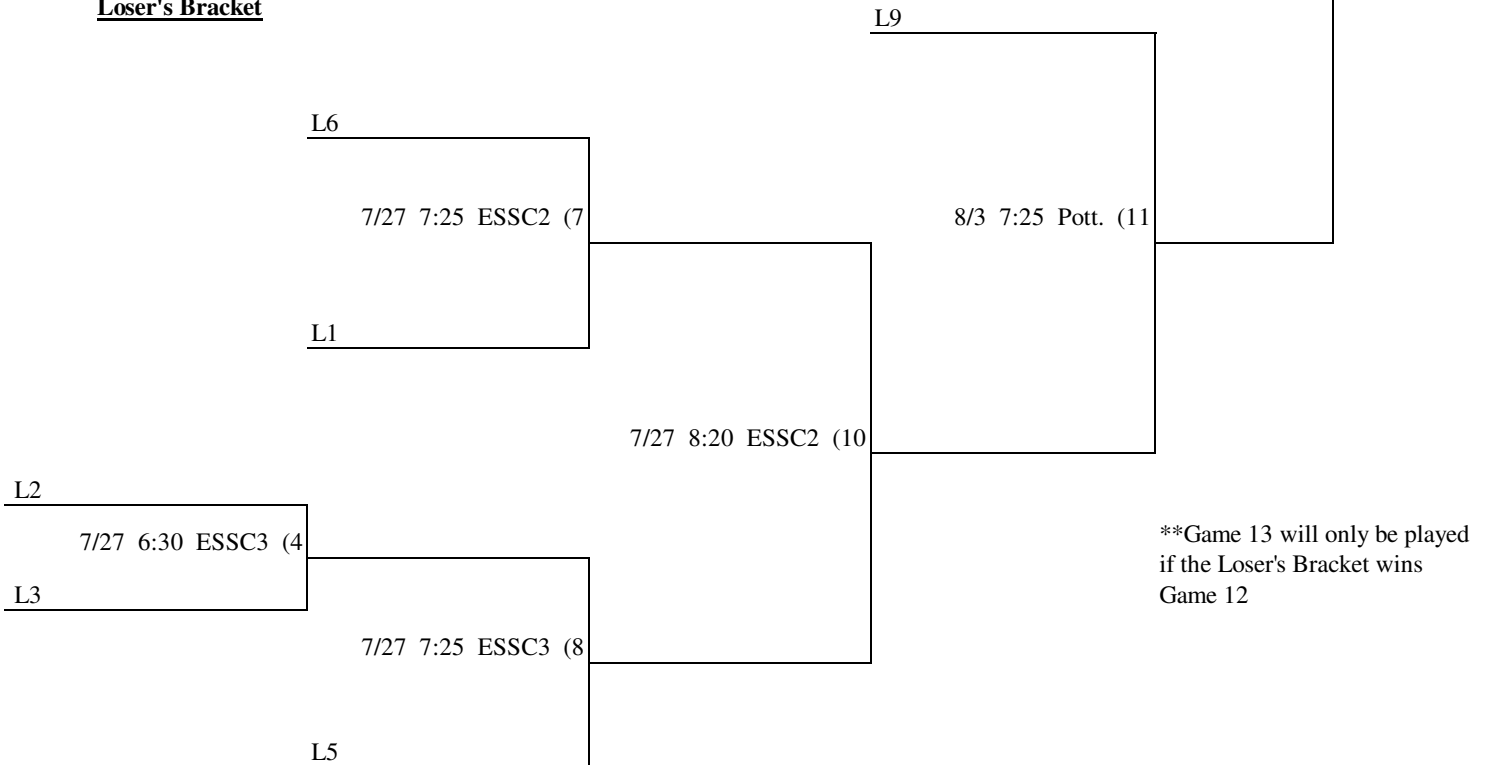 Loser's Bracket
L9
L6
7/27 7:25 ESSC2 (7
8/3 7:25 Pott. (11
L1
7/27 8:20 ESSC2 (10
L2
7/27 6:30 ESSC3 (4
L3
**Game 13 will only be played
if the Loser's Bracket wins
Game 12
7/27 7:25 ESSC3 (8
L5